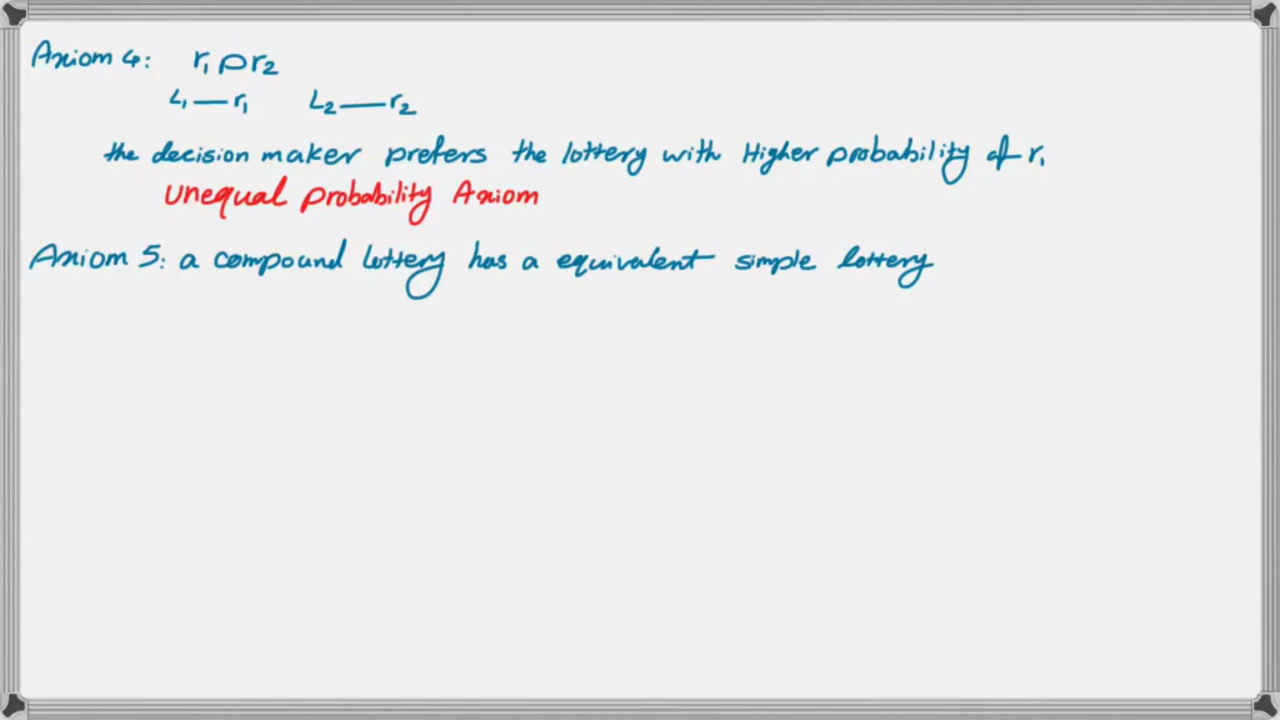 Axiom 4: r₁ p r₂
L₁ — r₁ L₂ — r₂
the decision maker prefers the lottery with Higher probability of r₁
Unequal Probability Axiom
Axiom 5: a compound lottery has a equivalent simple lottery